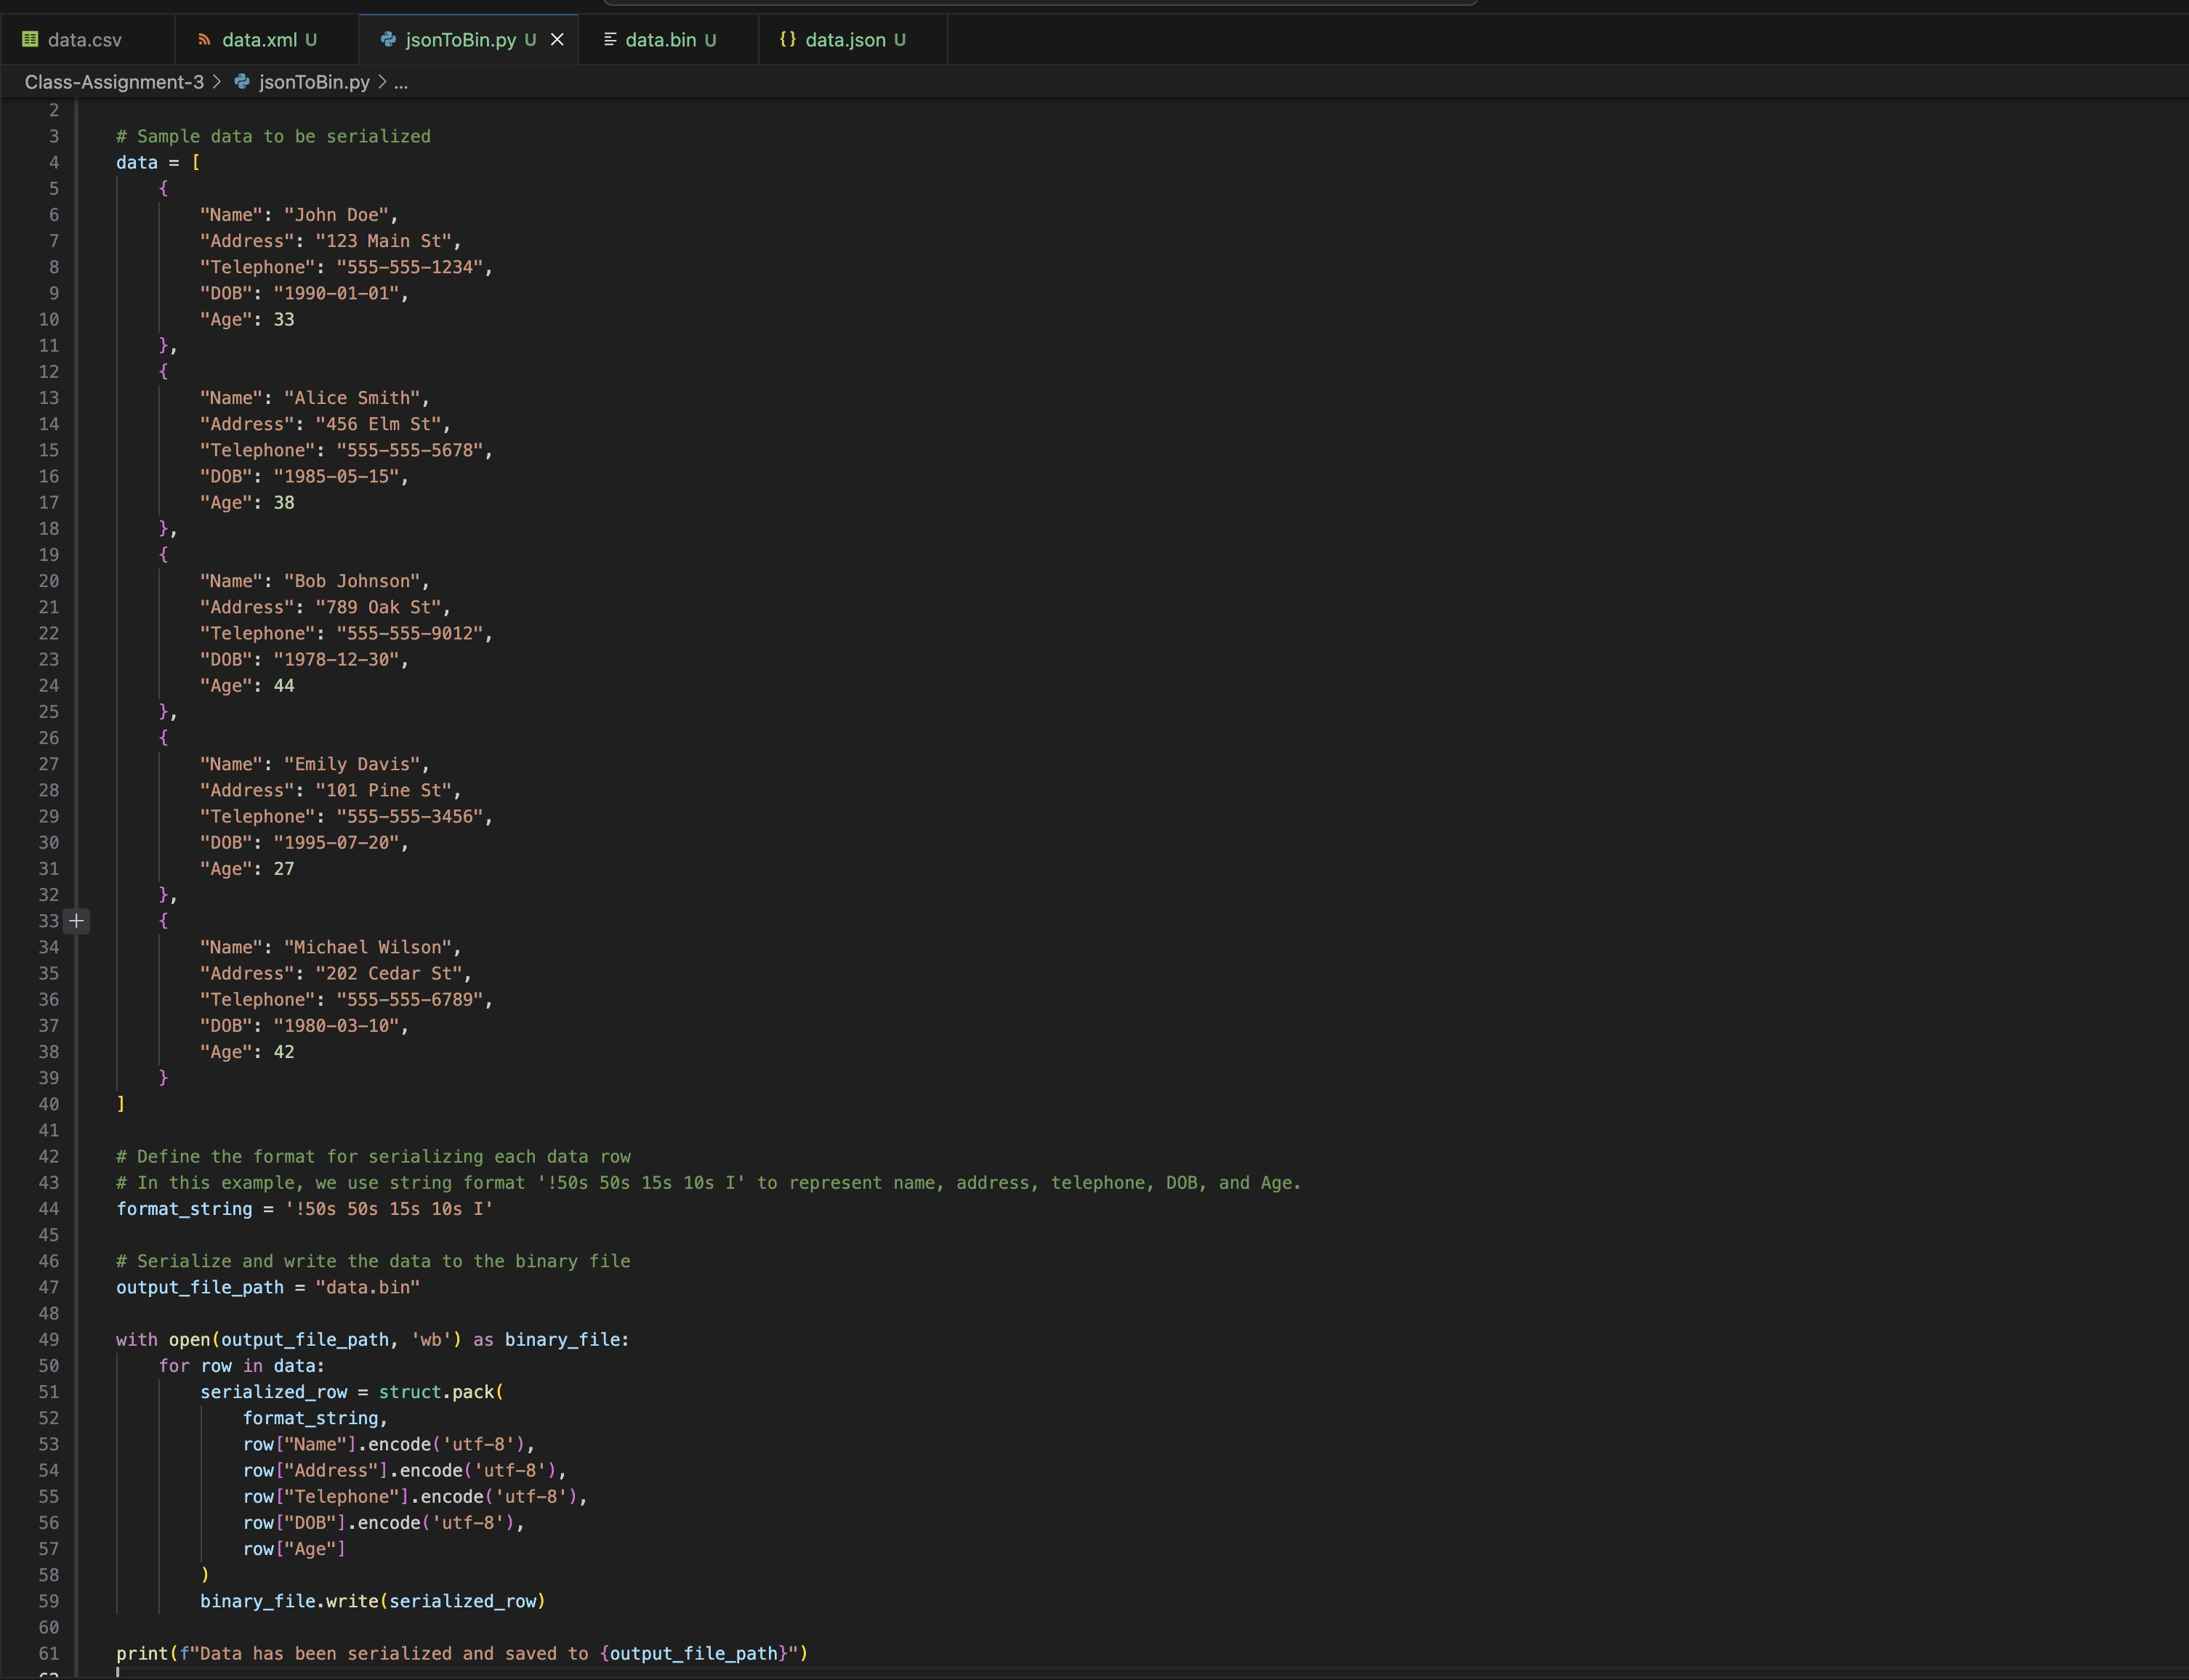 data.csv data.xml U jsonToBin.py U data.bin U {} data.json U
Class-Assignment-3 > jsonToBin.py > ...
2
3 # Sample data to be serialized
4 data = [
5 {
6 "Name": "John Doe",
7 "Address": "123 Main St",
8 "Telephone": "555-555-1234",
9 "DOB": "1990-01-01",
10 "Age": 33
11 },
12 {
13 "Name": "Alice Smith",
14 "Address": "456 Elm St",
15 "Telephone": "555-555-5678",
16 "DOB": "1985-05-15",
17 "Age": 38
18 },
19 {
20 "Name": "Bob Johnson",
21 "Address": "789 Oak St",
22 "Telephone": "555-555-9012",
23 "DOB": "1978-12-30",
24 "Age": 44
25 },
26 {
27 "Name": "Emily Davis",
28 "Address": "101 Pine St",
29 "Telephone": "555-555-3456",
30 "DOB": "1995-07-20",
31 "Age": 27
32 },
33 + {
34 "Name": "Michael Wilson",
35 "Address": "202 Cedar St",
36 "Telephone": "555-555-6789",
37 "DOB": "1980-03-10",
38 "Age": 42
39 }
40 ]
41
42 # Define the format for serializing each data row
43 # In this example, we use string format '!50s 50s 15s 10s I' to represent name, address, telephone, DOB, and Age.
44 format_string = '!50s 50s 15s 10s I'
45
46 # Serialize and write the data to the binary file
47 output_file_path = "data.bin"
48
49 with open(output_file_path, 'wb') as binary_file:
50 for row in data:
51 serialized_row = struct.pack(
52 format_string,
53 row["Name"].encode('utf-8'),
54 row["Address"].encode('utf-8'),
55 row["Telephone"].encode('utf-8'),
56 row["DOB"].encode('utf-8'),
57 row["Age"]
58 )
59 binary_file.write(serialized_row)
60
61 print(f"Data has been serialized and saved to {output_file_path}")